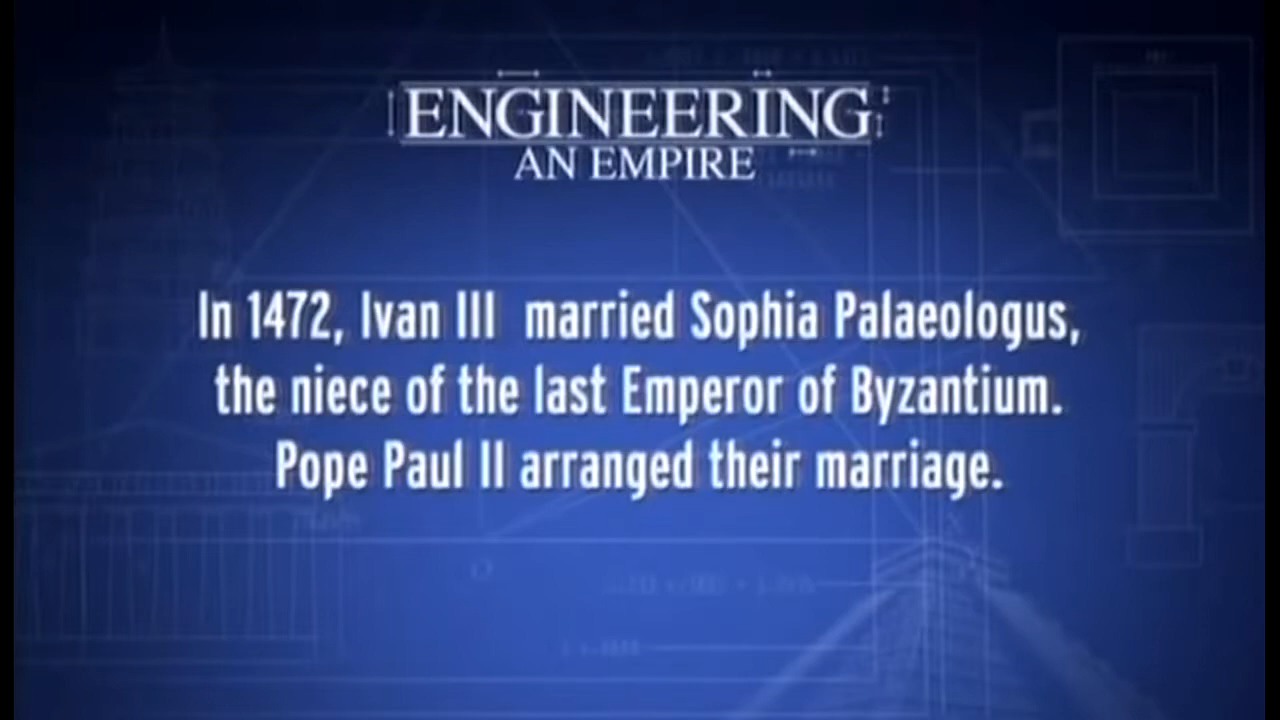 ENGINEERING
AN EMPIRE
In 1472, Ivan III married Sophia Palaeologus,
the niece of the last Emperor of Byzantium.
Pope Paul II arranged their marriage.